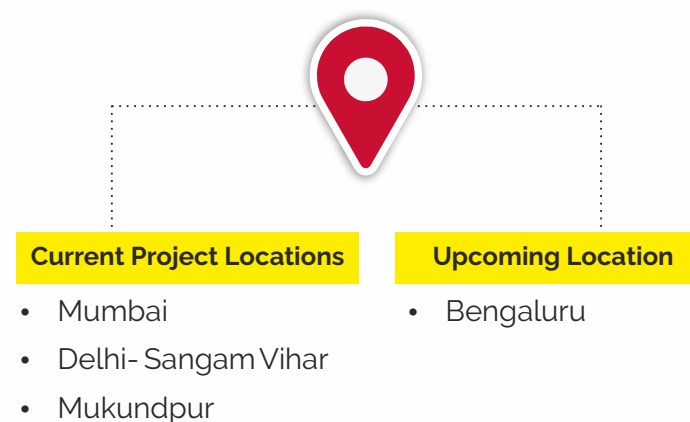 Current Project Locations
• Mumbai
• Delhi- Sangam Vihar
• Mukundpur
Upcoming Location
• Bengaluru